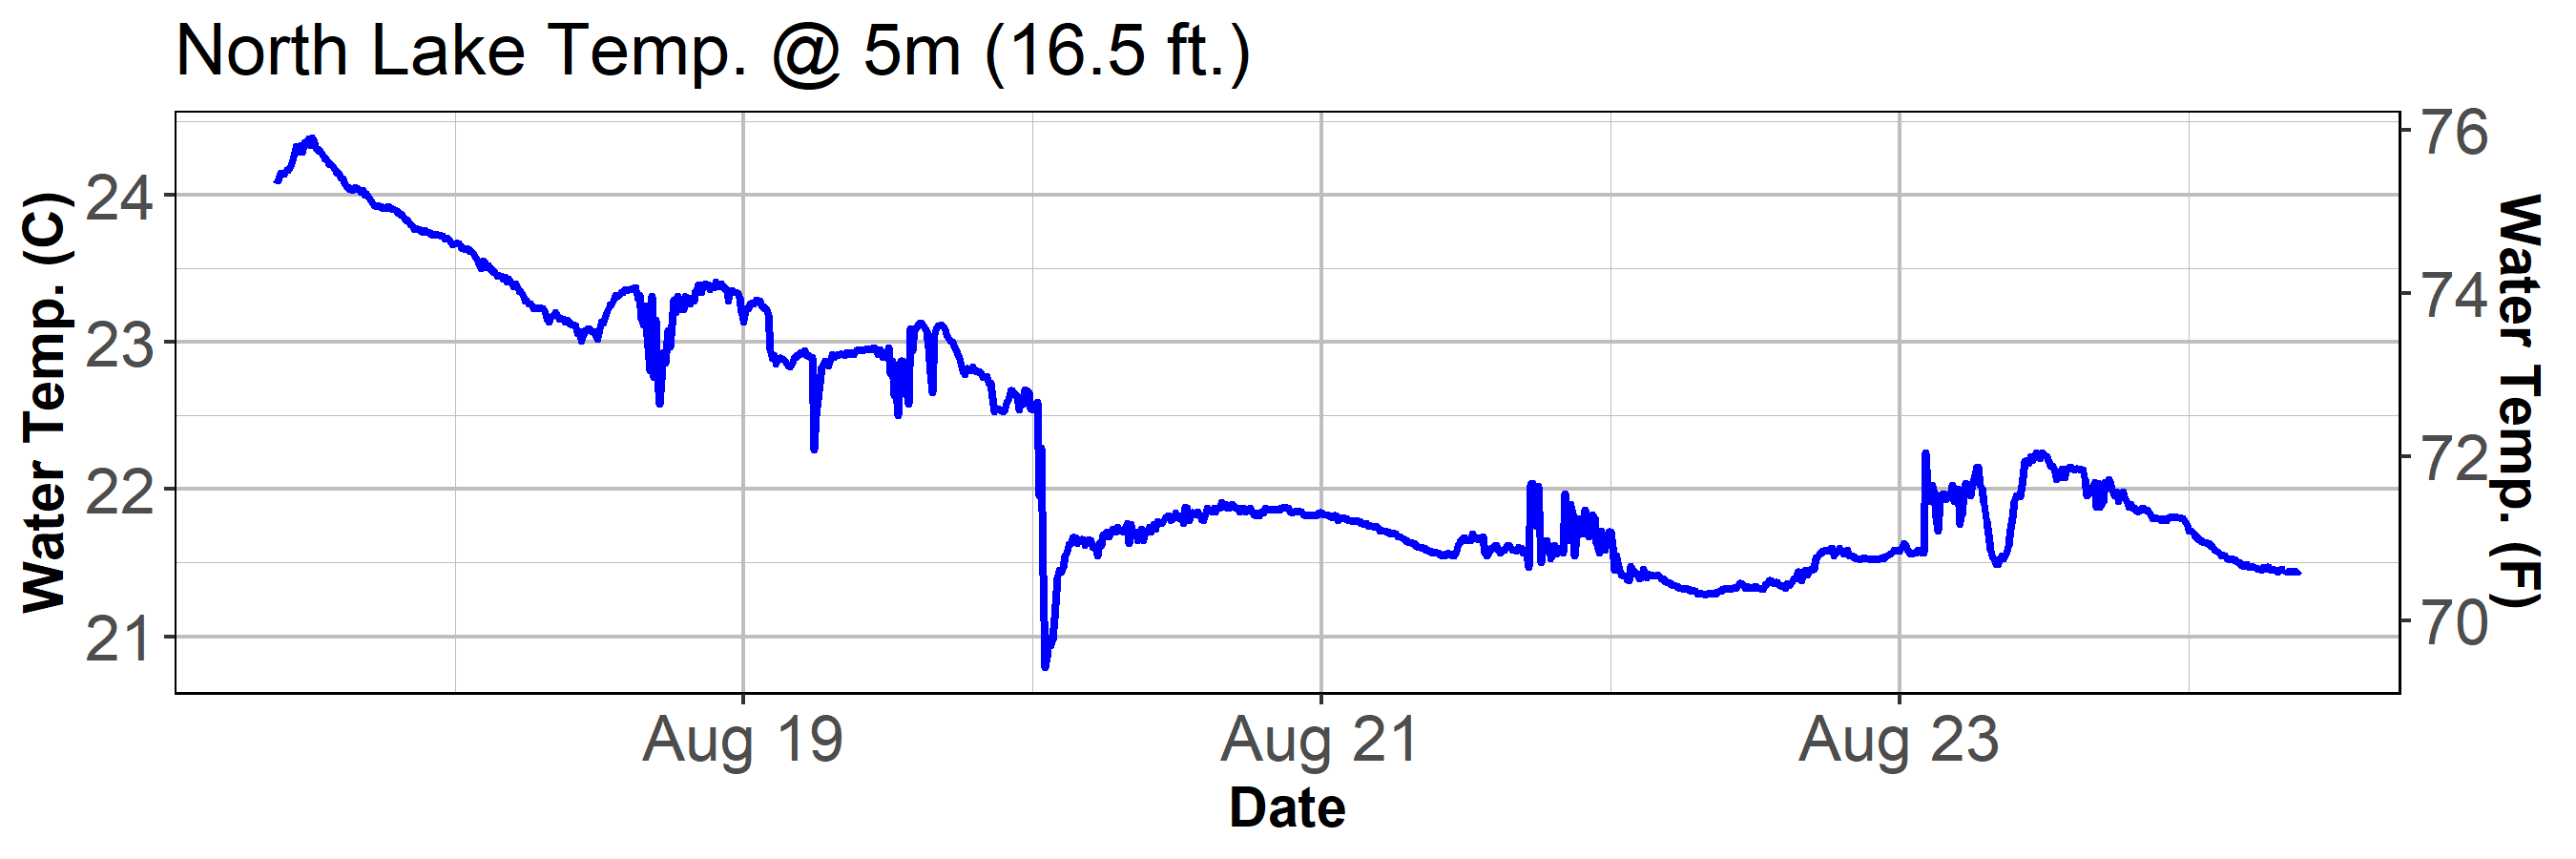 North Lake Temp. @ 5m (16.5 ft.)
Water Temp. (C)
24
23
22
21
76
74
72
70
Water Temp. (F)
Aug 19 Aug 21 Aug 23
Date